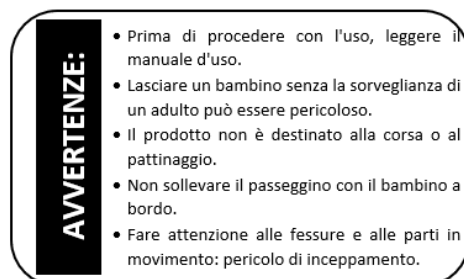 AVVERTENZE:
• Prima di procedere con l'uso, leggere il
manuale d'uso.
• Lasciare un bambino senza la sorveglianza di
un adulto può essere pericoloso.
• Il prodotto non è destinato alla corsa o al
pattinaggio.
• Non sollevare il passeggino con il bambino a
bordo.
• Fare attenzione alle fessure e alle parti in
movimento: pericolo di inceppamento.